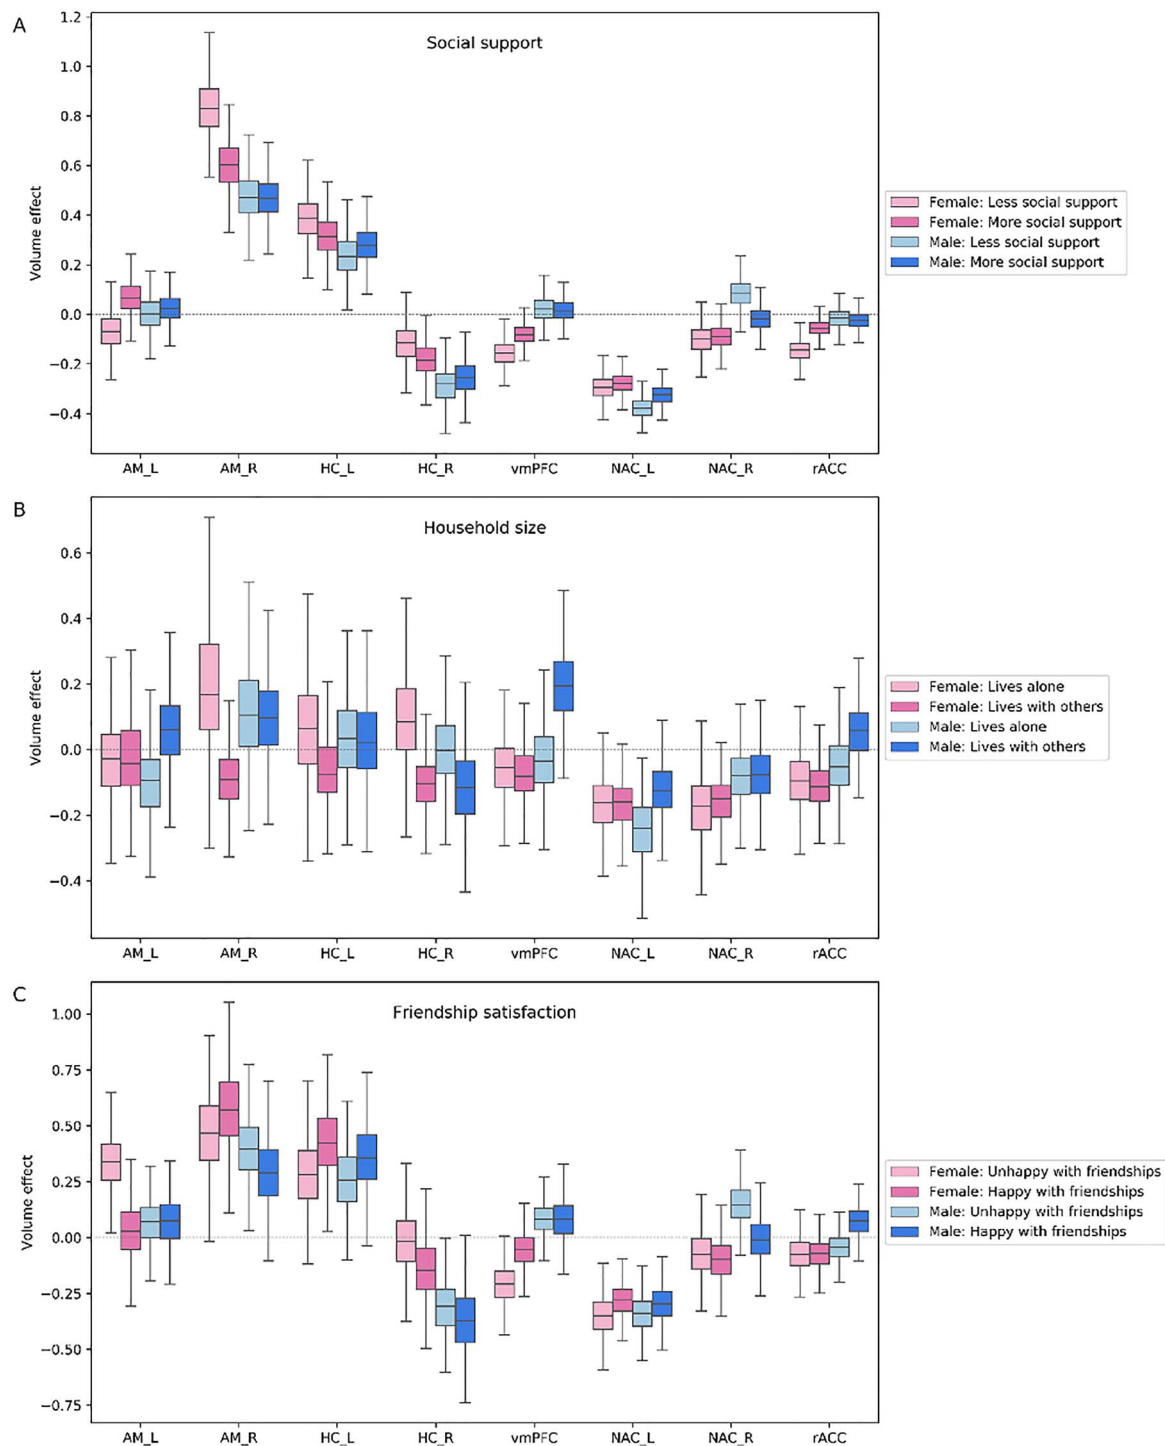 A
Social support
1.2
1.0
0.8
0.6
0.4
0.2
0.0
−0.2
−0.4
Volume effect
AM_L AM_R HC_L HC_R vmPFC NAC_L NAC_R rACC
Female: Less social support
Female: More social support
Male: Less social support
Male: More social support
B
Household size
0.6
0.4
0.2
0.0
−0.2
−0.4
Volume effect
AM_L AM_R HC_L HC_R vmPFC NAC_L NAC_R rACC
Female: Lives alone
Female: Lives with others
Male: Lives alone
Male: Lives with others
C
Friendship satisfaction
1.00
0.75
0.50
0.25
0.00
−0.25
−0.50
−0.75
Volume effect
AM_L AM_R HC_L HC_R vmPFC NAC_L NAC_R rACC
Female: Unhappy with friendships
Female: Happy with friendships
Male: Unhappy with friendships
Male: Happy with friendships